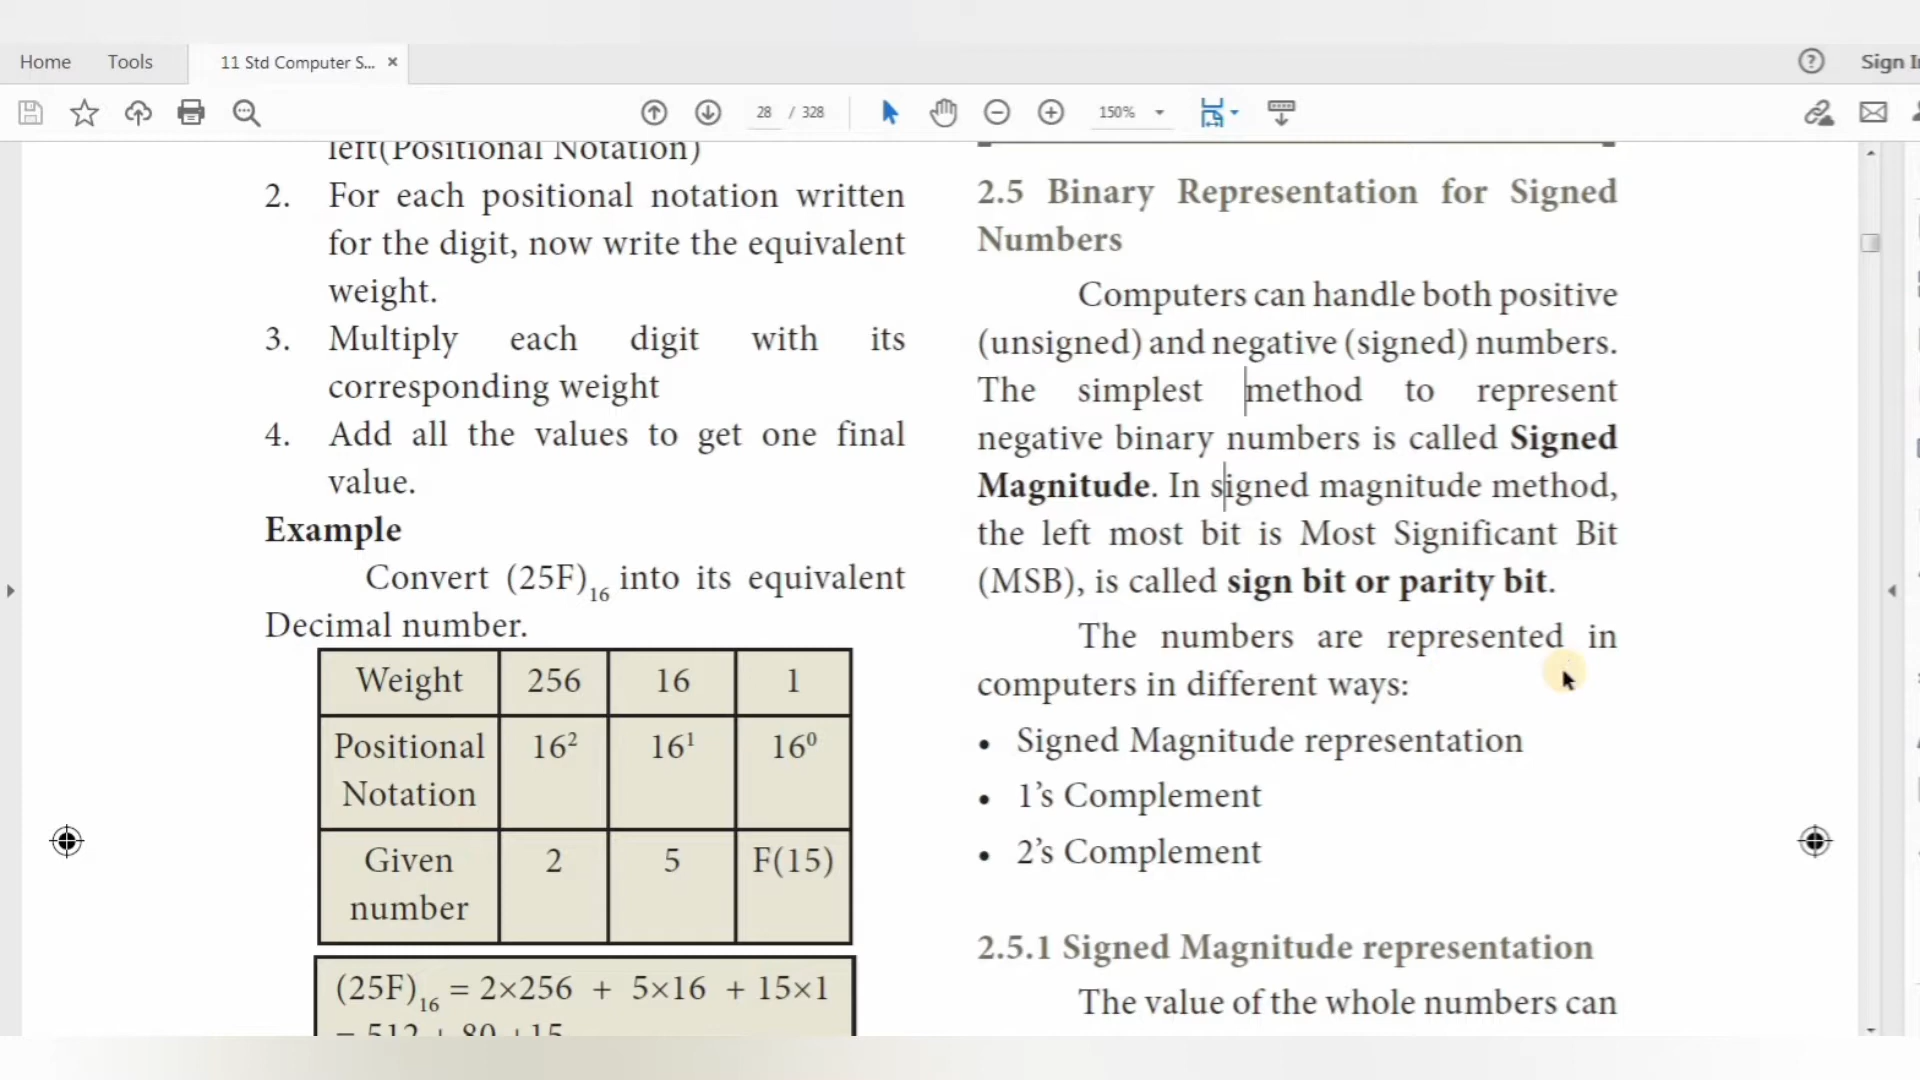 Home Tools 11 Std Computer S... × Sign I
28 / 328 150%
left(Positional Notation)
2. For each positional notation written
for the digit, now write the equivalent
weight.
3. Multiply each digit with its
corresponding weight
4. Add all the values to get one final
value.
Example
Convert (25F)16 into its equivalent
Decimal number.
Weight 256 16 1
Positional 16² 16¹ 16⁰
Notation
Given 2 5 F(15)
number
(25F)16 = 2×256 + 5×16 + 15×1
= 512 + 80 +15
2.5 Binary Representation for Signed
Numbers
Computers can handle both positive
(unsigned) and negative (signed) numbers.
The simplest method to represent
negative binary numbers is called Signed
Magnitude. In signed magnitude method,
the left most bit is Most Significant Bit
(MSB), is called sign bit or parity bit.
The numbers are represented in
computers in different ways:
• Signed Magnitude representation
• 1’s Complement
• 2’s Complement
2.5.1 Signed Magnitude representation
The value of the whole numbers can